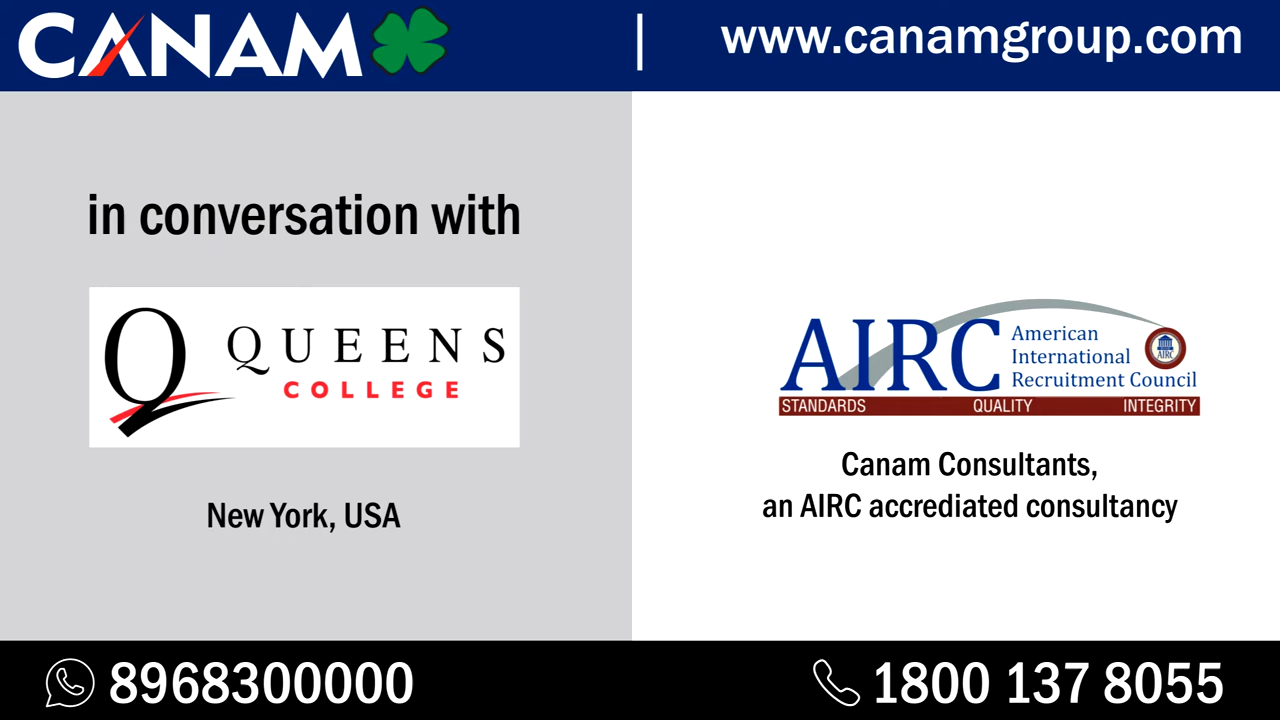 CANAM
www.canamgroup.com
in conversation with
Q QUEENS
COLLEGE
New York, USA
AIRC
American
International
Recruitment Council
AIRC
STANDARDS QUALITY INTEGRITY
Canam Consultants,
an AIRC accrediated consultancy
8968300000
1800 137 8055